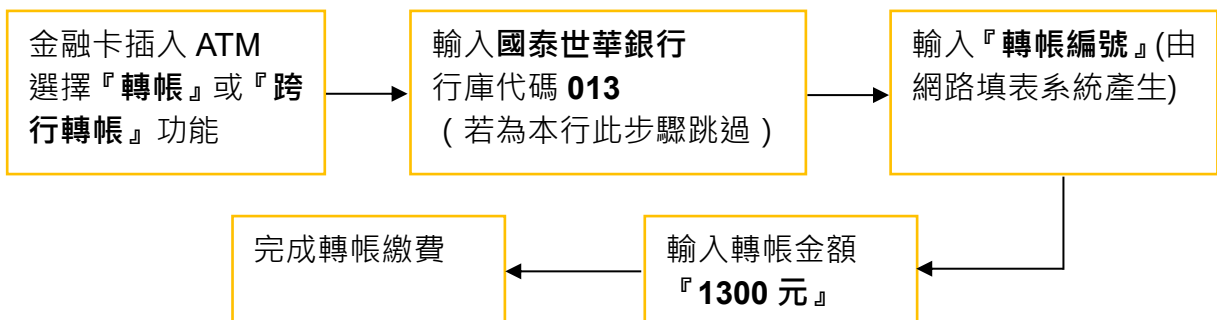 金融卡插入 ATM
選擇『轉帳』或『跨
行轉帳』功能
輸入國泰世華銀行
行庫代碼 013
（若為本行此步驟跳過）
輸入『轉帳編號』(由
網路填表系統產生)
輸入轉帳金額
『1300 元』
完成轉帳繳費